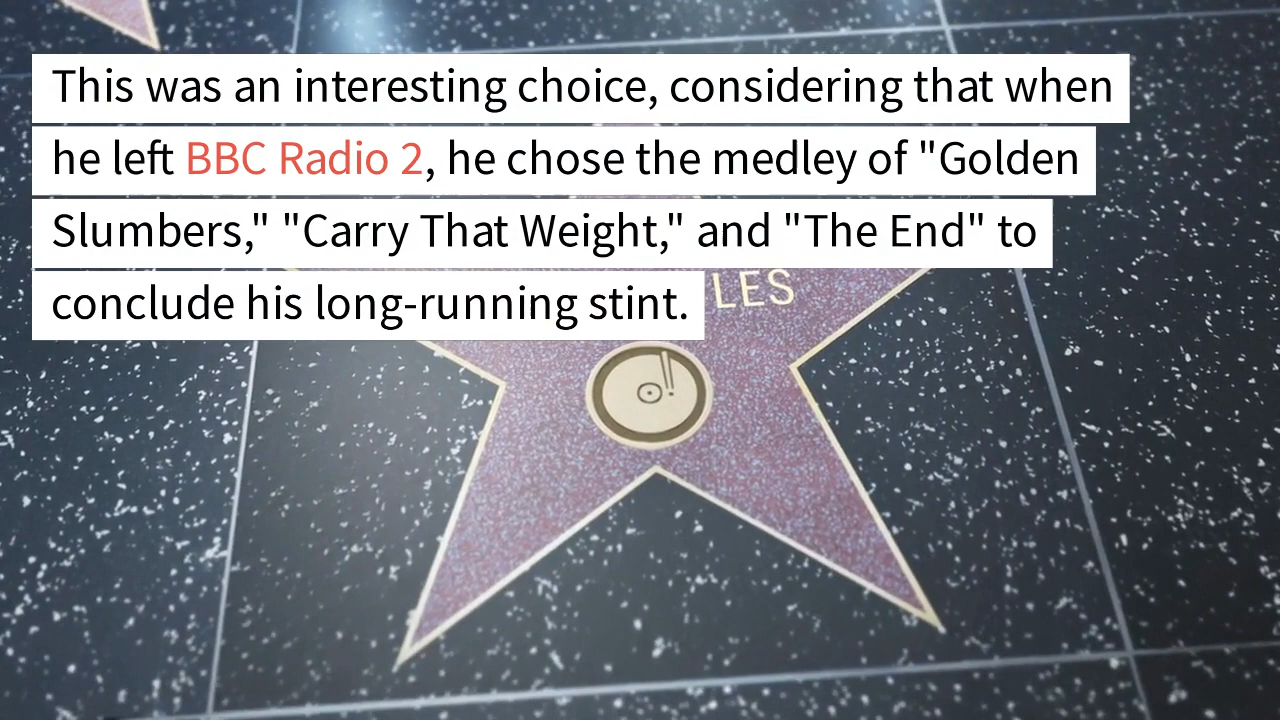 This was an interesting choice, considering that when
he left BBC Radio 2, he chose the medley of "Golden
Slumbers," "Carry That Weight," and "The End" to
conclude his long-running stint.
LES